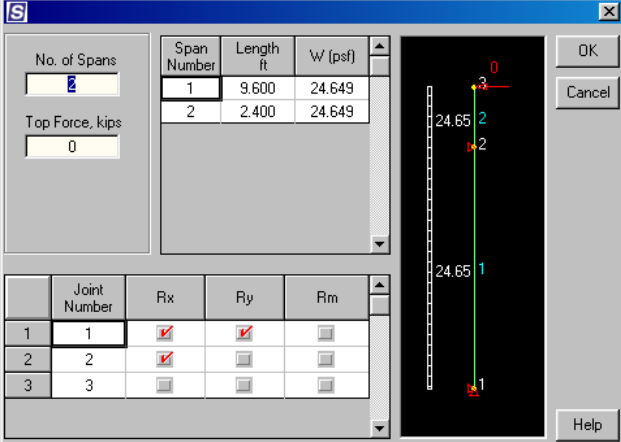 S
No. of Spans
2
Top Force, kips
0
Span Number Length ft W (psf)
1 9.600 24.649
2 2.400 24.649
OK
Cancel
0
3
24.65 2
2
24.65 1
1
Joint Number Rx Ry Rm
1 1
2 2
3 3
Help